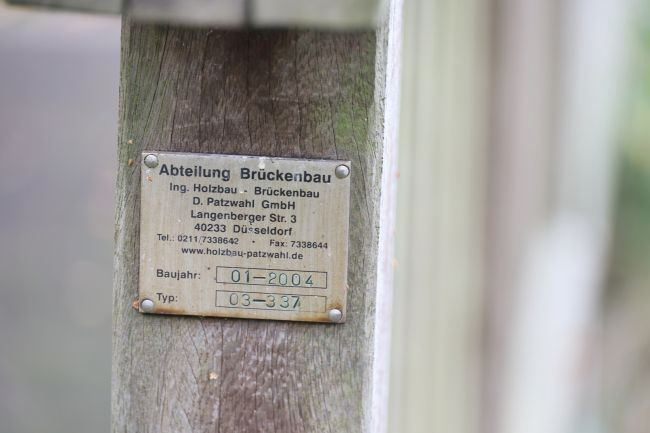 Abteilung Brückenbau
Ing. Holzbau - Brückenbau
D. Patzwahl GmbH
Langenberger Str. 3
40233 Düsseldorf
Tel.: 0211/7338642 • Fax: 7338644
www.holzbau-patzwahl.de
Baujahr: 01-2004
Typ: 03-337